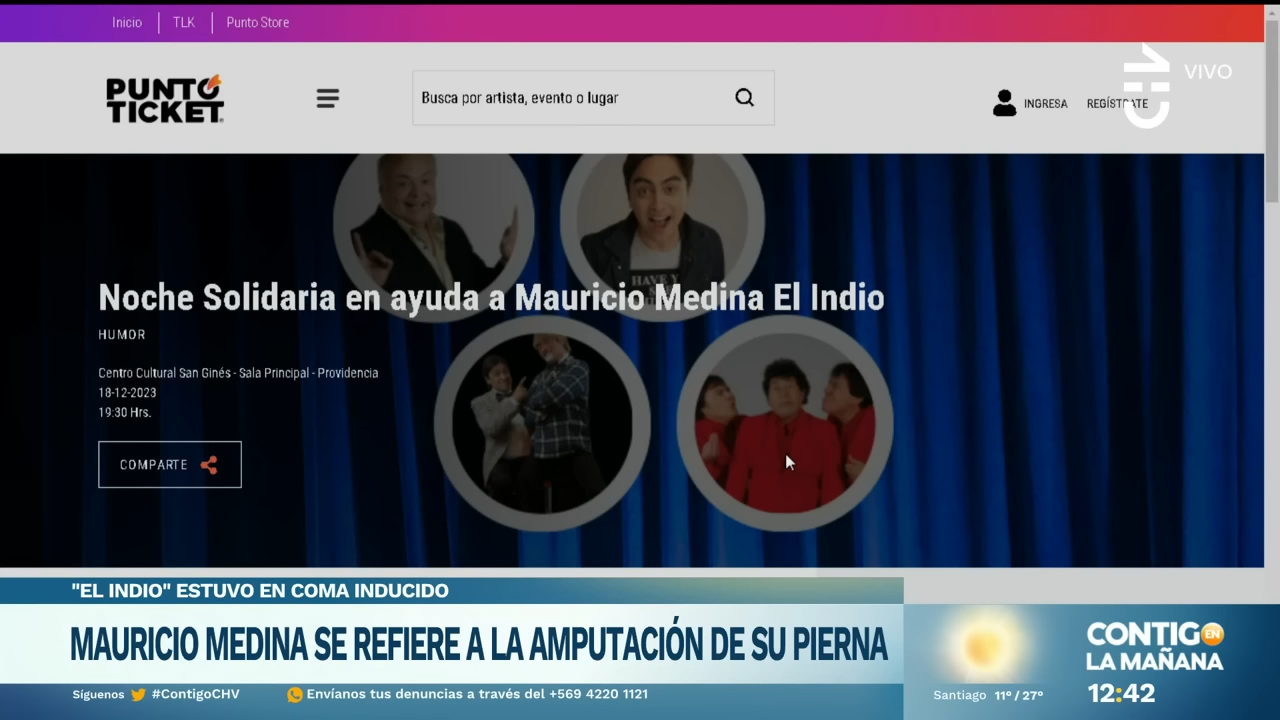 Inicio
TLK
Punto Store
PUNTO
TICKET
Busca por artista, evento o lugar
INGRESA
REGÍSTRATE
CHV
VIVO
HAVE Y
Noche Solidaria en ayuda a Mauricio Medina El Indio
HUMOR
Centro Cultural San Ginés - Sala Principal - Providencia
18-12-2023
19:30 Hrs.
COMPARTE
"EL INDIO" ESTUVO EN COMA INDUCIDO
MAURICIO MEDINA SE REFIERE A LA AMPUTACIÓN DE SU PIERNA
Síguenos #ContigoCHV
Envíanos tus denuncias a través del +569 4220 1121
Santiago 11° / 27°
CONTIGO EN
LA MAÑANA
12:42